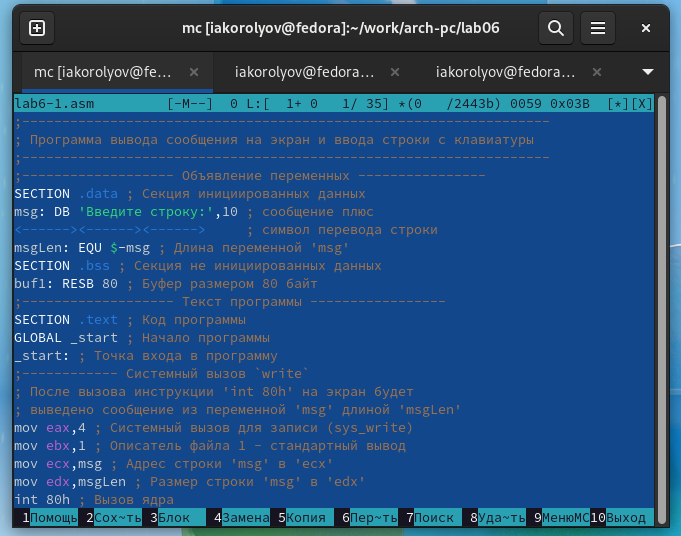 mc [iakorolyov@fedora]:~/work/arch-pc/lab06
mc [iakorolyov@fe... × iakorolyov@fedora... × iakorolyov@fedora... ×
lab6-1.asm [-M--] 0 L:[ 1+ 0 1/ 35] *(0 /2443b) 0059 0x03B [*][X]
;------------------------------------------------------------------
; Программа вывода сообщения на экран и ввода строки с клавиатуры
;------------------------------------------------------------------
;------------------- Объявление переменных ----------------
SECTION .data ; Секция инициированных данных
msg: DB 'Введите строку:',10 ; сообщение плюс
<------><------><------> ; символ перевода строки
msgLen: EQU $-msg ; Длина переменной 'msg'
SECTION .bss ; Секция не инициированных данных
buf1: RESB 80 ; Буфер размером 80 байт
;------------------- Текст программы -----------------
SECTION .text ; Код программы
GLOBAL _start ; Начало программы
_start: ; Точка входа в программу
;------------ Системный вызов `write`
; После вызова инструкции 'int 80h' на экран будет
; выведено сообщение из переменной 'msg' длиной 'msgLen'
mov eax,4 ; Системный вызов для записи (sys_write)
mov ebx,1 ; Описатель файла 1 - стандартный вывод
mov ecx,msg ; Адрес строки 'msg' в 'ecx'
mov edx,msgLen ; Размер строки 'msg' в 'edx'
int 80h ; Вызов ядра
1Помощь 2Сох~ть 3Блок 4Замена 5Копия 6Пер~ть 7Поиск 8Уда~ть 9МенюMC 10Выход